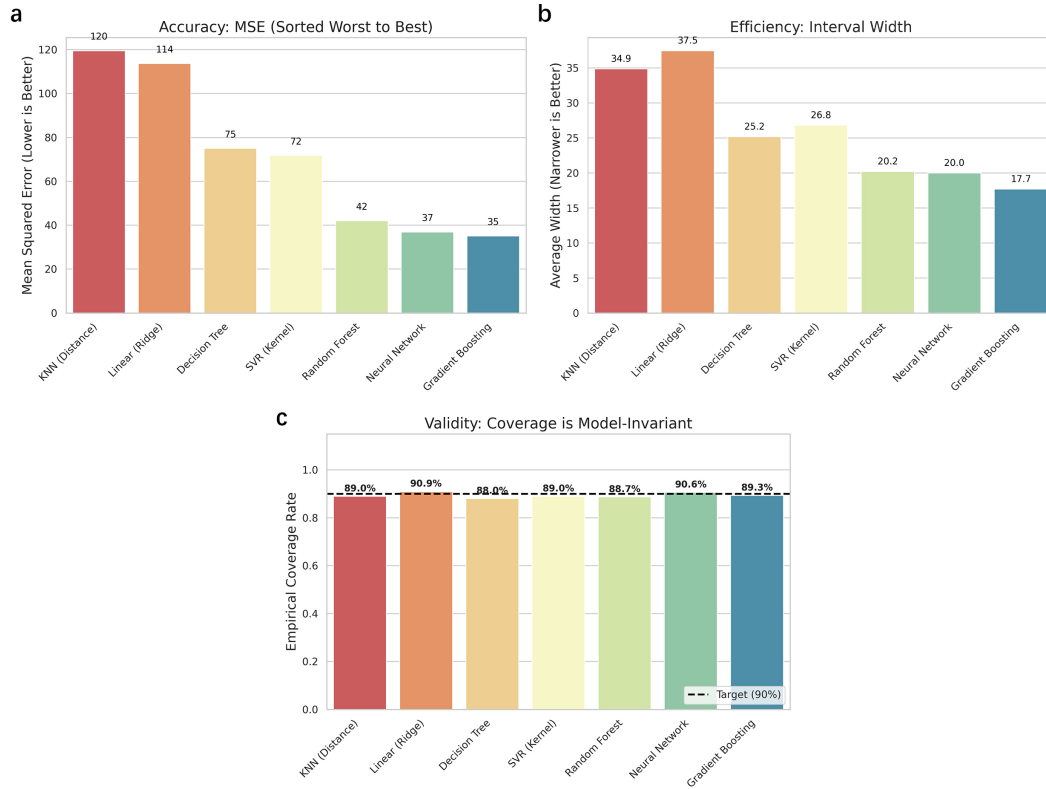 a
Accuracy: MSE (Sorted Worst to Best)
Mean Squared Error (Lower is Better)
120
100
80
60
40
20
0
120
114
75
72
42
37
35
KNN (Distance)
Linear (Ridge)
Decision Tree
SVR (Kernel)
Random Forest
Neural Network
Gradient Boosting
b
Efficiency: Interval Width
Average Width (Narrower is Better)
35
30
25
20
15
10
5
0
34.9
37.5
25.2
26.8
20.2
20.0
17.7
KNN (Distance)
Linear (Ridge)
Decision Tree
SVR (Kernel)
Random Forest
Neural Network
Gradient Boosting
c
Validity: Coverage is Model-Invariant
Empirical Coverage Rate
1.0
0.8
0.6
0.4
0.2
0.0
89.0%
90.9%
88.0%
89.0%
88.7%
90.6%
89.3%
Target (90%)
KNN (Distance)
Linear (Ridge)
Decision Tree
SVR (Kernel)
Random Forest
Neural Network
Gradient Boosting